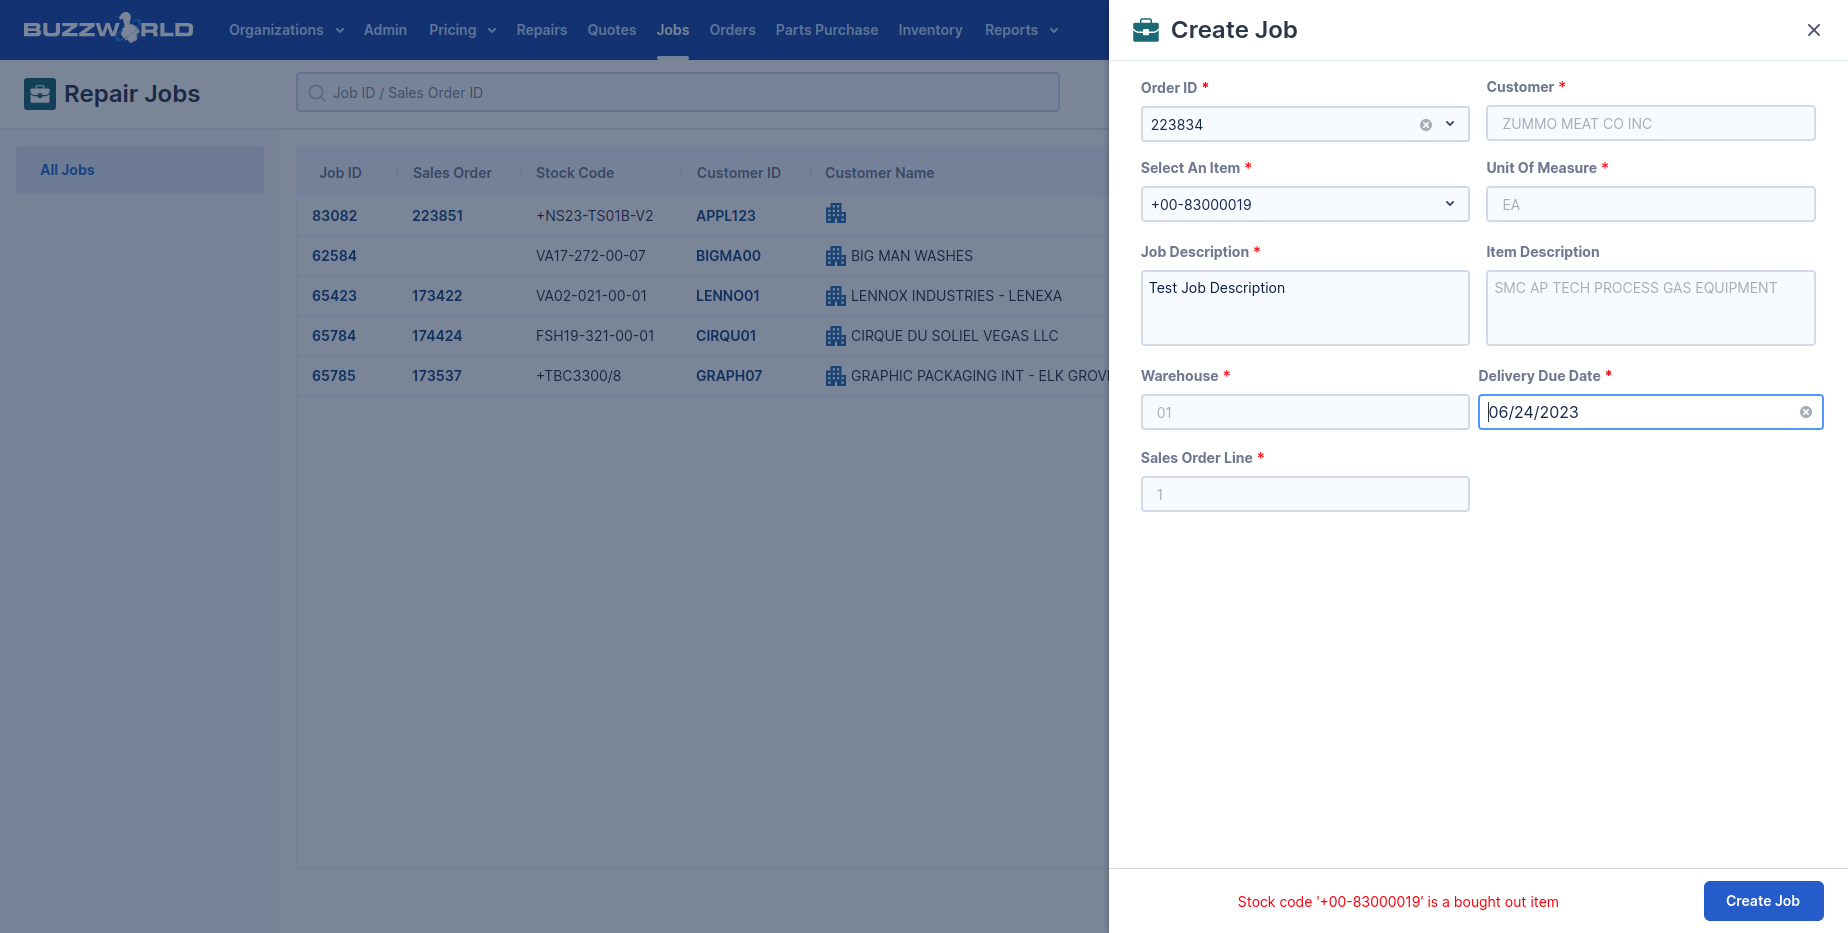 BUZZWORLD
Organizations Admin Pricing Repairs Quotes Jobs Orders Parts Purchase Inventory Reports
Repair Jobs
Job ID / Sales Order ID
All Jobs
Job ID Sales Order Stock Code Customer ID Customer Name
83082 223851 +NS23-TS01B-V2 APPL123
62584 VA17-272-00-07 BIGMA00 BIG MAN WASHES
65423 173422 VA02-021-00-01 LENNO01 LENNOX INDUSTRIES - LENEXA
65784 174424 FSH19-321-00-01 CIRQU01 CIRQUE DU SOLIEL VEGAS LLC
65785 173537 +TBC3300/8 GRAPH07 GRAPHIC PACKAGING INT - ELK GROV
Create Job
Order ID * Customer *
223834 ZUMMO MEAT CO INC
Select An Item * Unit Of Measure *
+00-83000019 EA
Job Description * Item Description
Test Job Description SMC AP TECH PROCESS GAS EQUIPMENT
Warehouse * Delivery Due Date *
01 06/24/2023
Sales Order Line *
1
Stock code '+00-83000019' is a bought out item
Create Job